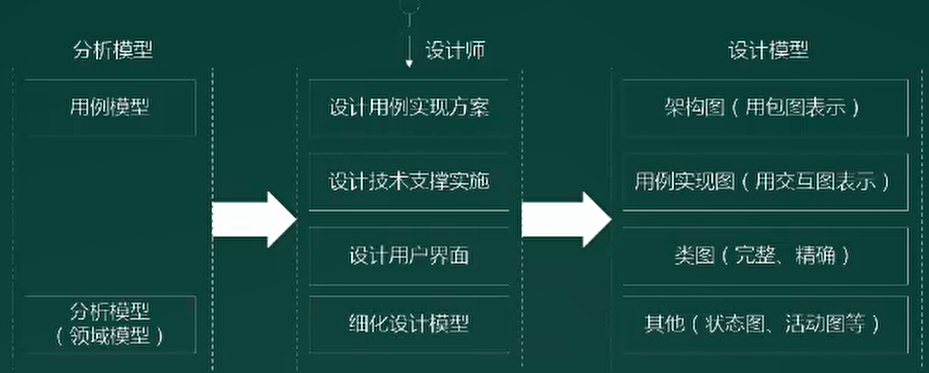 分析模型
设计师
设计模型
用例模型
设计用例实现方案
架构图（用包图表示）
设计技术支撑实施
用例实现图（用交互图表示）
设计用户界面
类图（完整、精确）
分析模型
（领域模型）
细化设计模型
其他（状态图、活动图等）